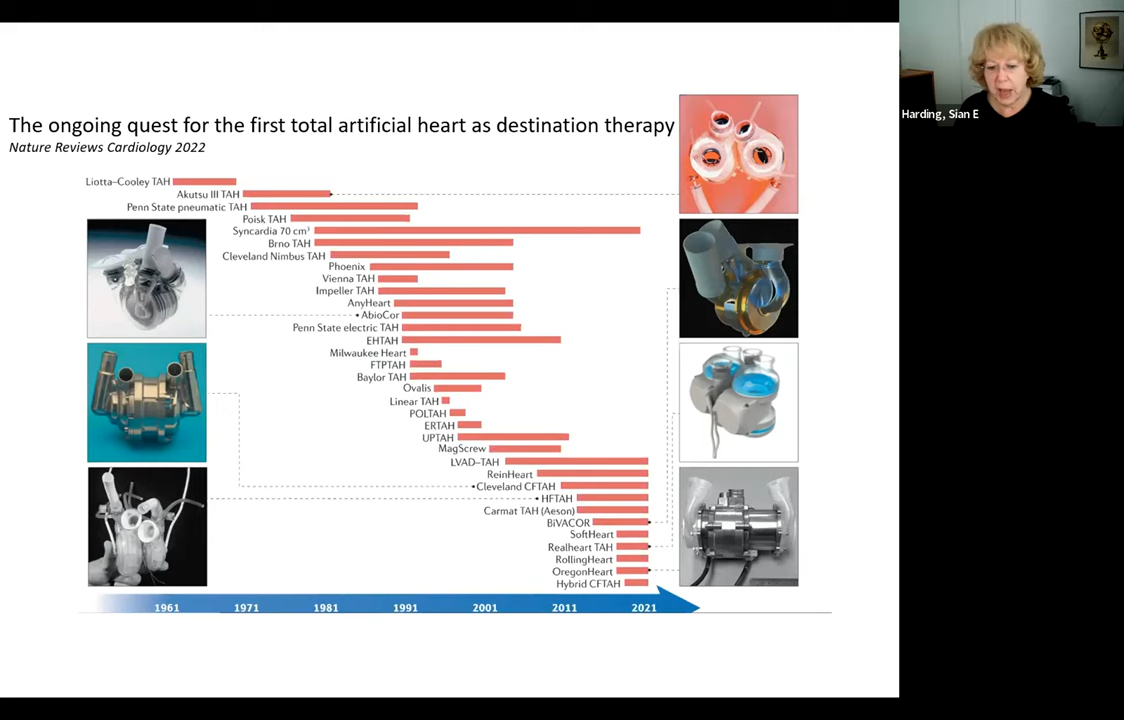 The ongoing quest for the first total artificial heart as destination therapy
Nature Reviews Cardiology 2022
Harding, Sian E
Liotta–Cooley TAH
Akutsu III TAH
Penn State pneumatic TAH
Poisk TAH
Syncardia 70 cm³
Brno TAH
Cleveland Nimbus TAH
Phoenix
Vienna TAH
Impeller TAH
AnyHeart
AbioCor
Penn State electric TAH
EHTAH
Milwaukee Heart
FTPTAH
Baylor TAH
Ovalis
Linear TAH
POLTAH
ERTAH
UPTAH
MagScrew
LVAD–TAH
ReinHeart
Cleveland CFTAH
HFTAH
Carmat TAH (Aeson)
BiVACOR
SoftHeart
Realheart TAH
RollingHeart
OregonHeart
Hybrid CFTAH
1961 1971 1981 1991 2001 2011 2021